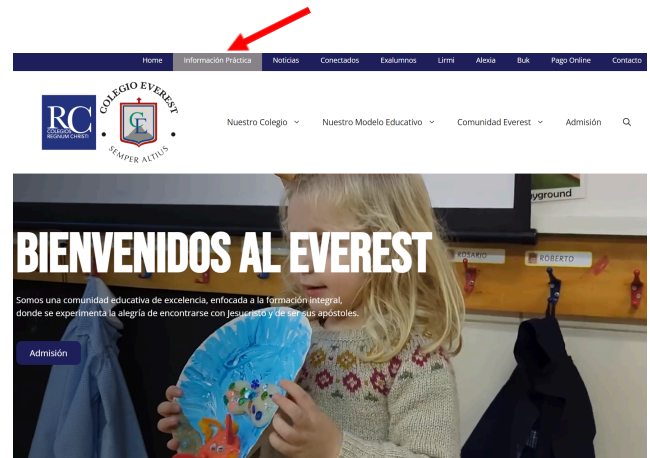 Home Información Práctica Noticias Conectados Exalumnos Lirmi Alexia Buk Pago Online Contacto
RC
COLEGIOS
REGNUM CHRISTI
COLEGIO EVEREST
CE
SEMPER ALTIUS
Nuestro Colegio Nuestro Modelo Educativo Comunidad Everest Admisión
yground
ROSARIO ROBERTO
BIENVENIDOS AL EVEREST
Somos una comunidad educativa de excelencia, enfocada a la formación integral,
donde se experimenta la alegría de encontrarse con Jesucristo y de ser sus apóstoles.
Admisión